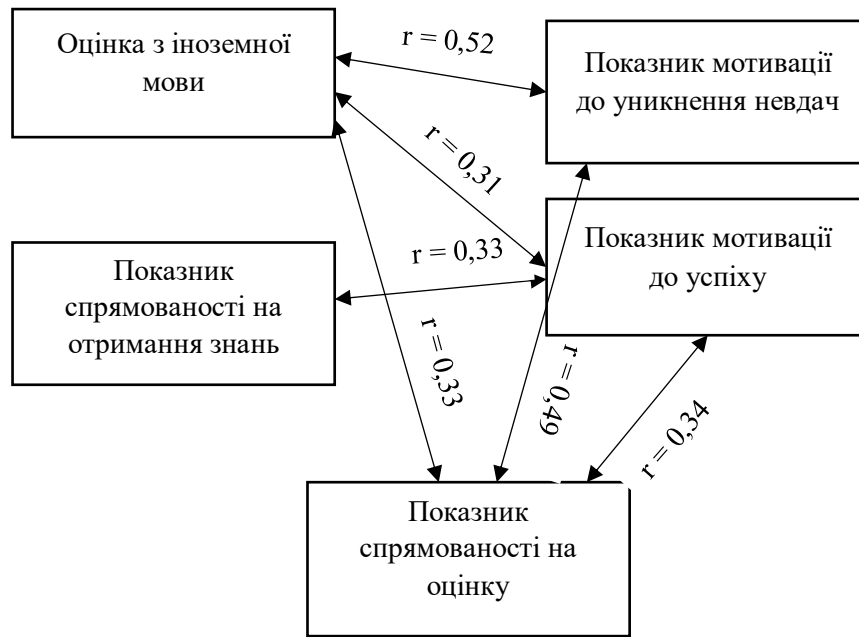 Оцінка з іноземної
мови
r = 0,52
Показник мотивації
до уникнення невдач
r = 0,31
Показник мотивації
до успіху
r = 0,33
Показник
спрямованості на
отримання знань
r = 0,33
r = 0,49
r = 0,34
Показник
спрямованості на
оцінку